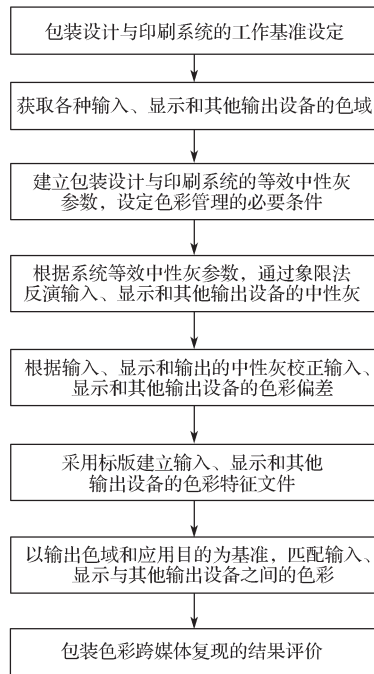 包装设计与印刷系统的工作基准设定
获取各种输入、显示和其他输出设备的色域
建立包装设计与印刷系统的等效中性灰
参数，设定色彩管理的必要条件
根据系统等效中性灰参数，通过象限法
反演输入、显示和其他输出设备的中性灰
根据输入、显示和输出的中性灰校正输入、
显示和其他输出设备的色彩偏差
采用标版建立输入、显示和其他
输出设备的色彩特征文件
以输出色域和应用目的为基准，匹配输入、
显示与其他输出设备之间的色彩
包装色彩跨媒体复现的结果评价